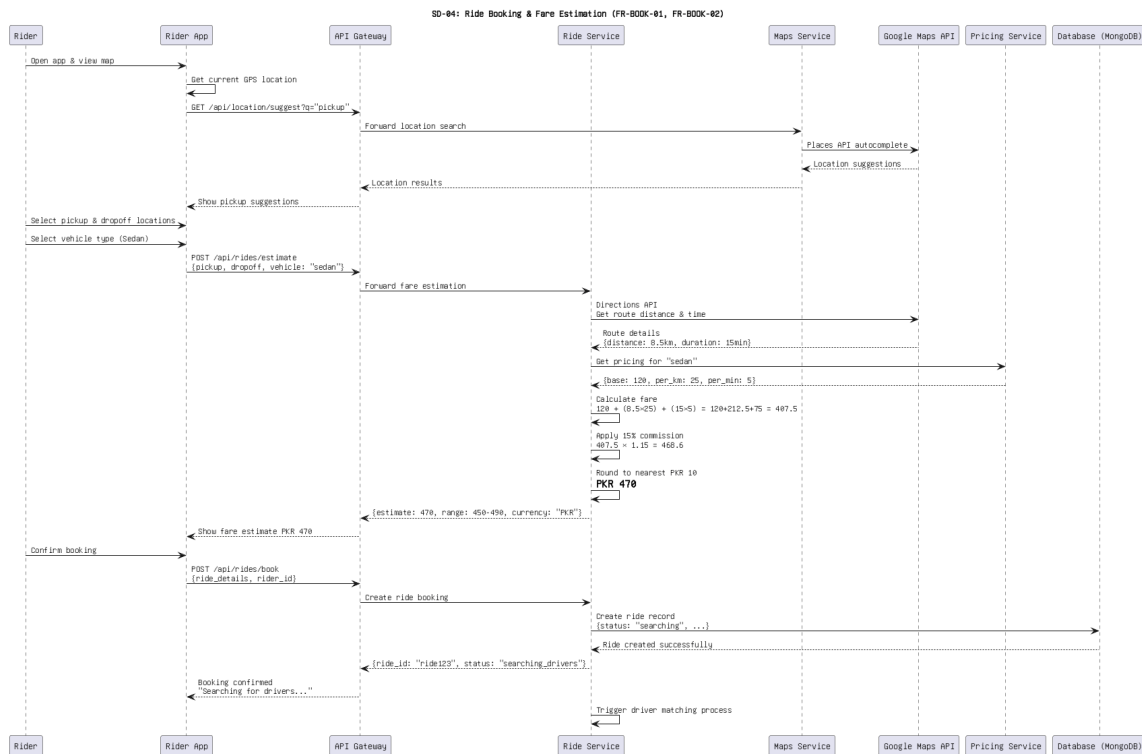 SD-04: Ride Booking & Fare Estimation (FR-BOOK-01, FR-BOOK-02)
Rider
Rider App
API Gateway
Ride Service
Maps Service
Google Maps API
Pricing Service
Database (MongoDB)
Open app & view map
Get current GPS location
GET /api/location/suggest?q="pickup"
Forward location search
Places API autocomplete
Location suggestions
Location results
Show pickup suggestions
Select pickup & dropoff locations
Select vehicle type (Sedan)
POST /api/rides/estimate
{pickup, dropoff, vehicle: "sedan"}
Forward fare estimation
Directions API
Get route distance & time
Route details
{distance: 8.5km, duration: 15min}
Get pricing for "sedan"
{base: 120, per_km: 25, per_min: 5}
Calculate fare
120 + (8.5×25) + (15×5) = 120+212.5+75 = 407.5
Apply 15% commission
407.5 × 1.15 = 468.6
Round to nearest PKR 10
PKR 470
{estimate: 470, range: 450-490, currency: "PKR"}
Show fare estimate PKR 470
Confirm booking
POST /api/rides/book
{ride_details, rider_id}
Create ride booking
Create ride record
{status: "searching", ...}
Ride created successfully
{ride_id: "ride123", status: "searching_drivers"}
Booking confirmed
"Searching for drivers..."
Trigger driver matching process
Rider
Rider App
API Gateway
Ride Service
Maps Service
Google Maps API
Pricing Service
Database (MongoDB)